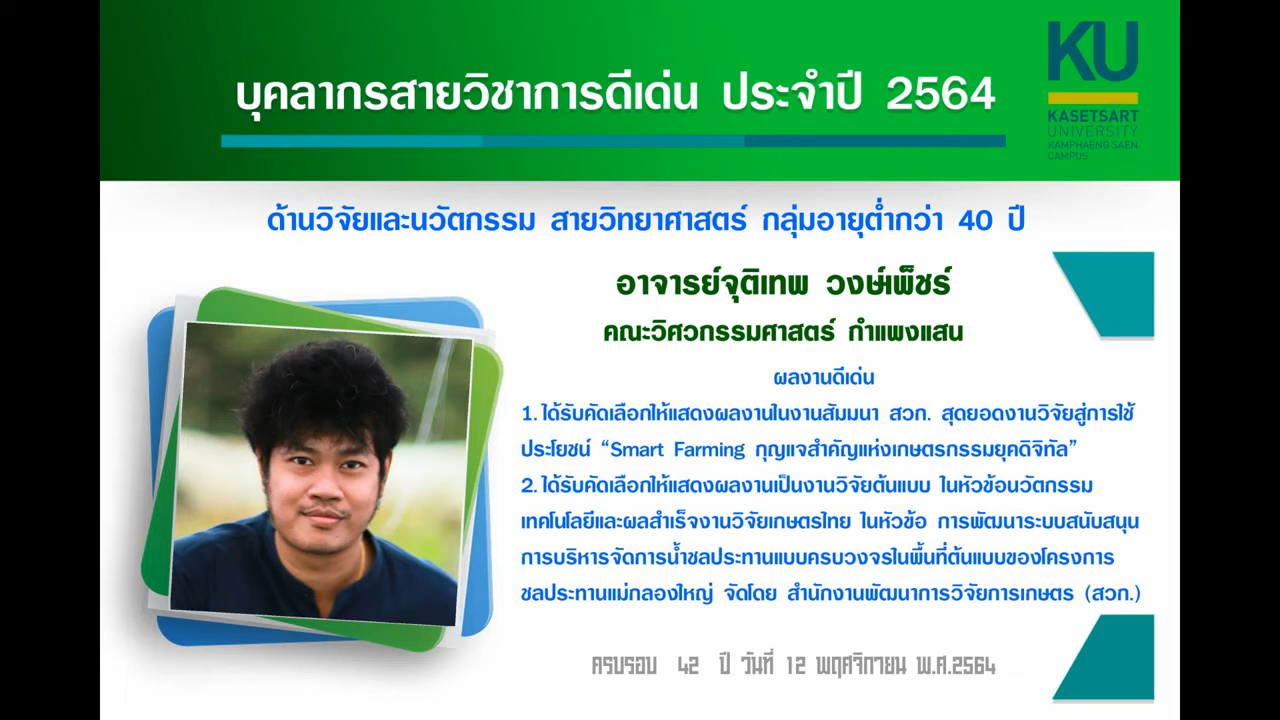 บุคลากรสายวิชาการดีเด่น ประจำปี 2564
KU
KASETSART
UNIVERSITY
KAMPHAENG SAEN
CAMPUS
ด้านวิจัยและนวัตกรรม สายวิทยาศาสตร์ กลุ่มอายุต่ำกว่า 40 ปี
อาจารย์จุติเทพ วงษ์เพ็ชร์
คณะวิศวกรรมศาสตร์ กำแพงแสน
ผลงานดีเด่น
1. ได้รับคัดเลือกให้แสดงผลงานในงานสัมมนา สวก. สุดยอดงานวิจัยสู่การใช้
ประโยชน์ “Smart Farming กุญแจสำคัญแห่งเกษตรกรรมยุคดิจิทัล”
2. ได้รับคัดเลือกให้แสดงผลงานเป็นงานวิจัยต้นแบบ ในหัวข้อนวัตกรรม
เทคโนโลยีและผลสำเร็จงานวิจัยเกษตรไทย ในหัวข้อ การพัฒนาระบบสนับสนุน
การบริหารจัดการน้ำชลประทานแบบครบวงจรในพื้นที่ต้นแบบของโครงการ
ชลประทานแม่กลองใหญ่ จัดโดย สำนักงานพัฒนาการวิจัยการเกษตร (สวก.)
ครบรอบ 42 ปี วันที่ 12 พฤศจิกายน พ.ศ.2564